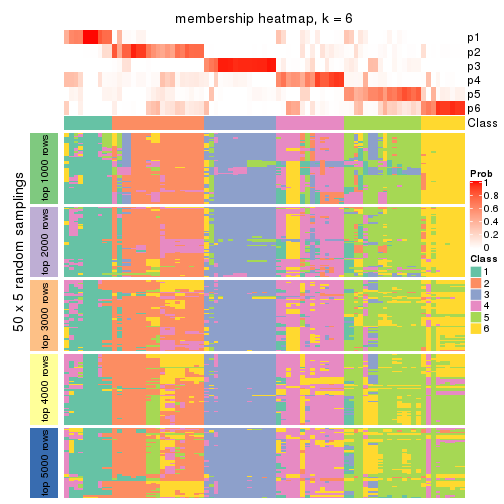 membership heatmap, k = 6
p1
p2
p3
p4
p5
p6
Class
50 x 5 random samplings
top 1000 rows
top 2000 rows
top 3000 rows
top 4000 rows
top 5000 rows
Prob
1
0.8
0.6
0.4
0.2
0
Class
1
2
3
4
5
6